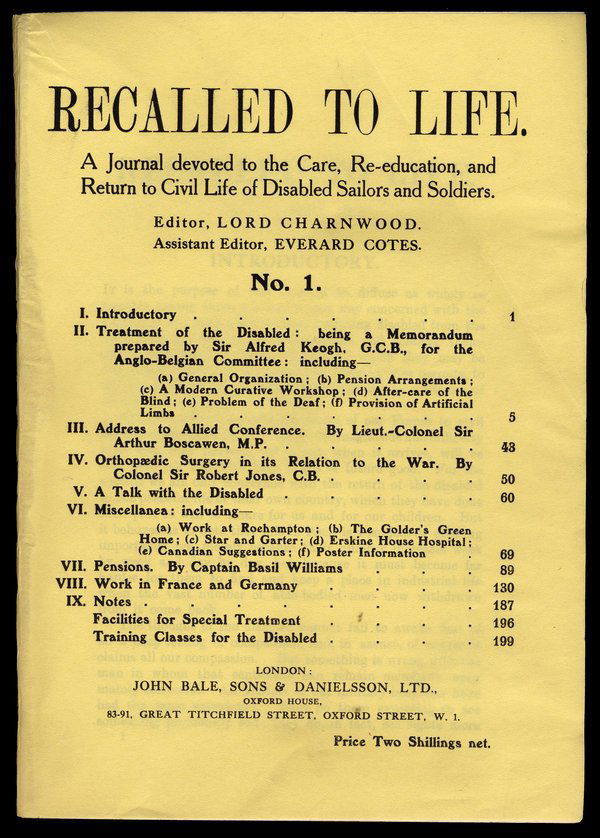 RECALLED TO LIFE.
A Journal devoted to the Care, Re-education, and
Return to Civil Life of Disabled Sailors and Soldiers.
Editor, LORD CHARNWOOD.
Assistant Editor, EVERARD COTES.
INTRODUCTORY.
No. 1.
I. Introductory . . . . . . . 1
II. Treatment of the Disabled: being a Memorandum
prepared by Sir Alfred Keogh, G.C.B., for the
Anglo-Belgian Committee: including—
(a) General Organization; (b) Pension Arrangements;
(c) A Modern Curative Workshop; (d) After-care of the
Blind; (e) Problem of the Deaf; (f) Provision of Artificial
Limbs . . . . . . . 5
III. Address to Allied Conference. By Lieut.-Colonel Sir
Arthur Boscawen, M.P. . . . . . 43
IV. Orthopædic Surgery in its Relation to the War. By
Colonel Sir Robert Jones, C.B. . . . . 50
V. A Talk with the Disabled . . . . . 60
VI. Miscellanea: including—
(a) Work at Roehampton; (b) The Golder's Green
Home; (c) Star and Garter; (d) Erskine House Hospital;
(e) Canadian Suggestions; (f) Poster Information . 69
VII. Pensions. By Captain Basil Williams . . . 89
VIII. Work in France and Germany . . . . 130
IX. Notes . . . . . . . . 187
Facilities for Special Treatment . . . . 196
Training Classes for the Disabled . . . . 199
LONDON:
JOHN BALE, SONS & DANIELSSON, LTD.,
OXFORD HOUSE,
83-91, GREAT TITCHFIELD STREET, OXFORD STREET, W. 1.
Price Two Shillings net.